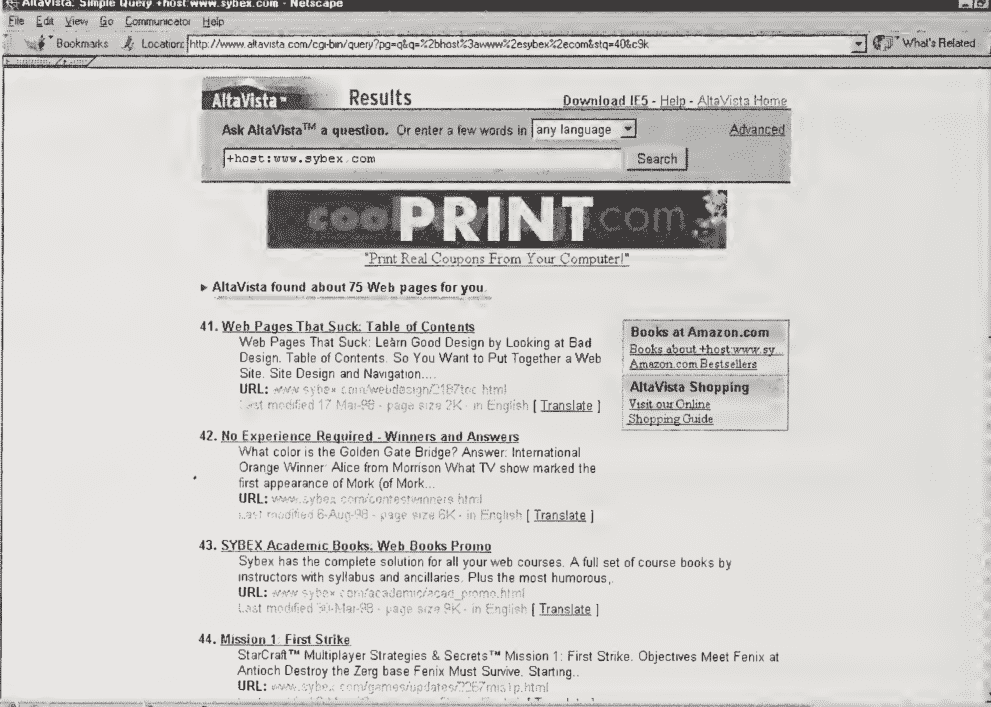 AltaVista: Simple Query +host:www.sybex.com - Netscape
File Edit View Go Communicator Help
Bookmarks Location: http://www.altavista.com/cgi-bin/query?pg=q&q=%2bhost%3awww%2esybex%2ecom&stq=40&c9k What's Related
AltaVista™ Results Download IE5 - Help - AltaVista Home
Ask AltaVista™ a question. Or enter a few words in any language Advanced
+host:www.sybex.com Search
PRINT .com
"Print Real Coupons From Your Computer!"
AltaVista found about 75 Web pages for you.
41. Web Pages That Suck: Table of Contents
Web Pages That Suck: Learn Good Design by Looking at Bad
Design. Table of Contents. So You Want to Put Together a Web
Site. Site Design and Navigation....
URL: www.sybex.com/webdesign/2187toc.html
Last modified 17-Mar-98 - page size 2K - in English [ Translate ]
Books at Amazon.com
Books about +host:www.sy...
Amazon.com Bestsellers
AltaVista Shopping
Visit our Online
Shopping Guide
42. No Experience Required - Winners and Answers
What color is the Golden Gate Bridge? Answer: International
Orange Winner: Alice from Morrison What TV show marked the
first appearance of Mork (of Mork...
URL: www.sybex.com/contestwinners.html
Last modified 6-Aug-98 - page size 6K - in English [ Translate ]
43. SYBEX Academic Books: Web Books Promo
Sybex has the complete solution for all your web courses. A full set of course books by
instructors with syllabus and ancillaries. Plus the most humorous,.
URL: www.sybex.com/academic/acad_promo.html
Last modified 30-Mar-98 - page size 9K - in English [ Translate ]
44. Mission 1: First Strike
StarCraft™ Multiplayer Strategies & Secrets™ Mission 1: First Strike. Objectives Meet Fenix at
Antioch Destroy the Zerg base Fenix Must Survive. Starting..
URL: www.sybex.com/games/updates/2267mis1p.html